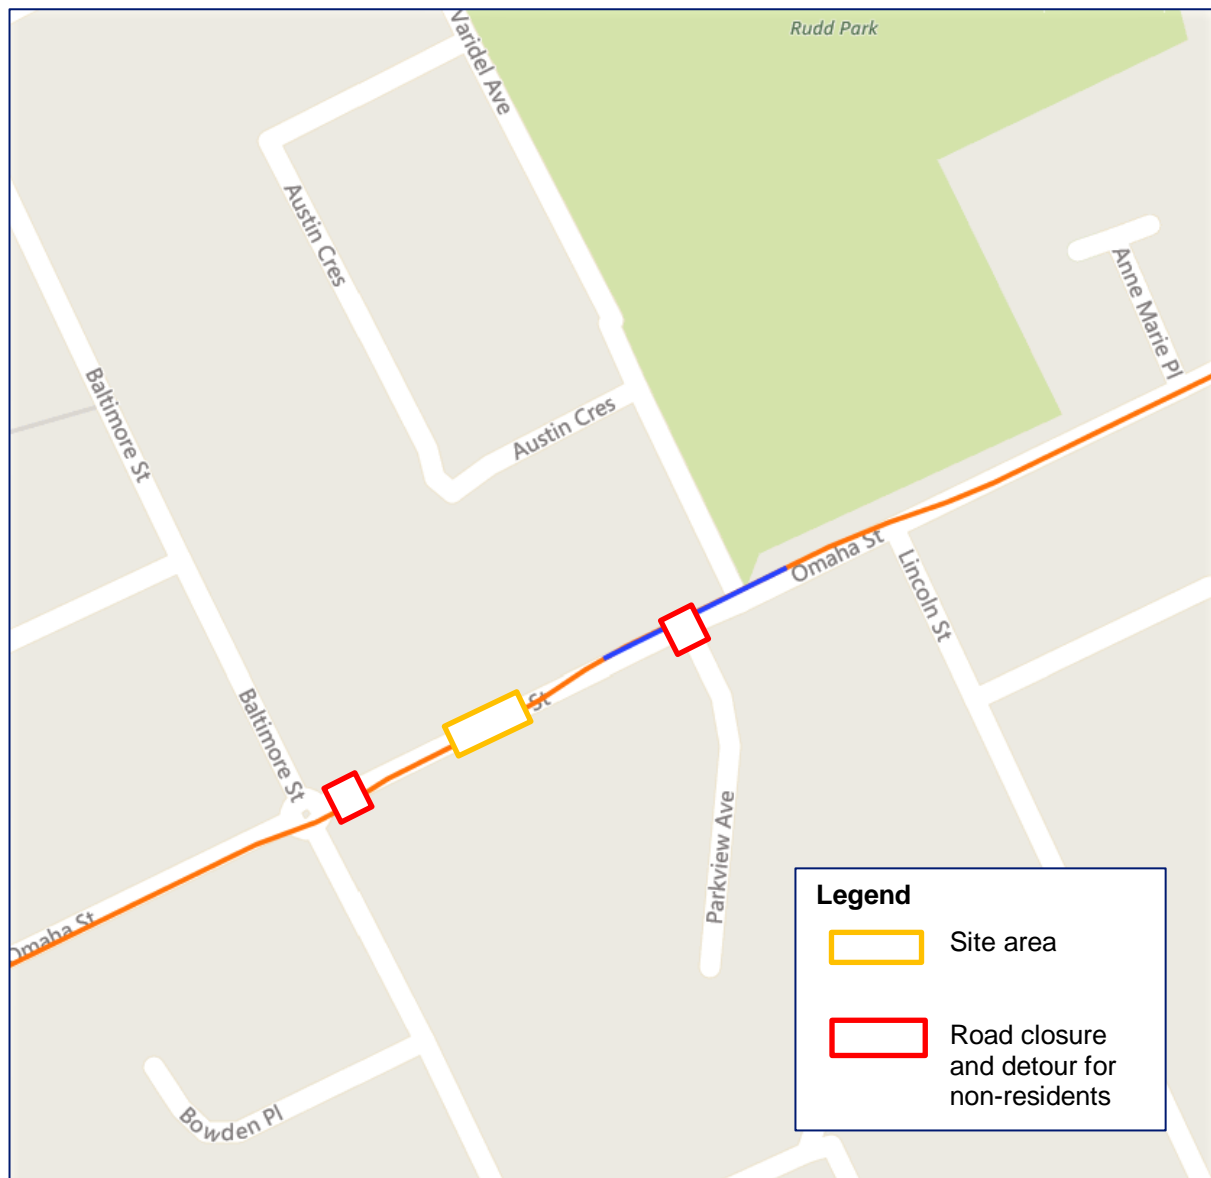 Rudd Park
Varidel Ave
Austin Cres
Anne Marie Pl
Baltimore St
Austin Cres
Omaha St
Lincoln St
St
Baltimore St
Parkview Ave
Omaha St
Bowden Pl
Legend
Site area
Road closure
and detour for
non-residents